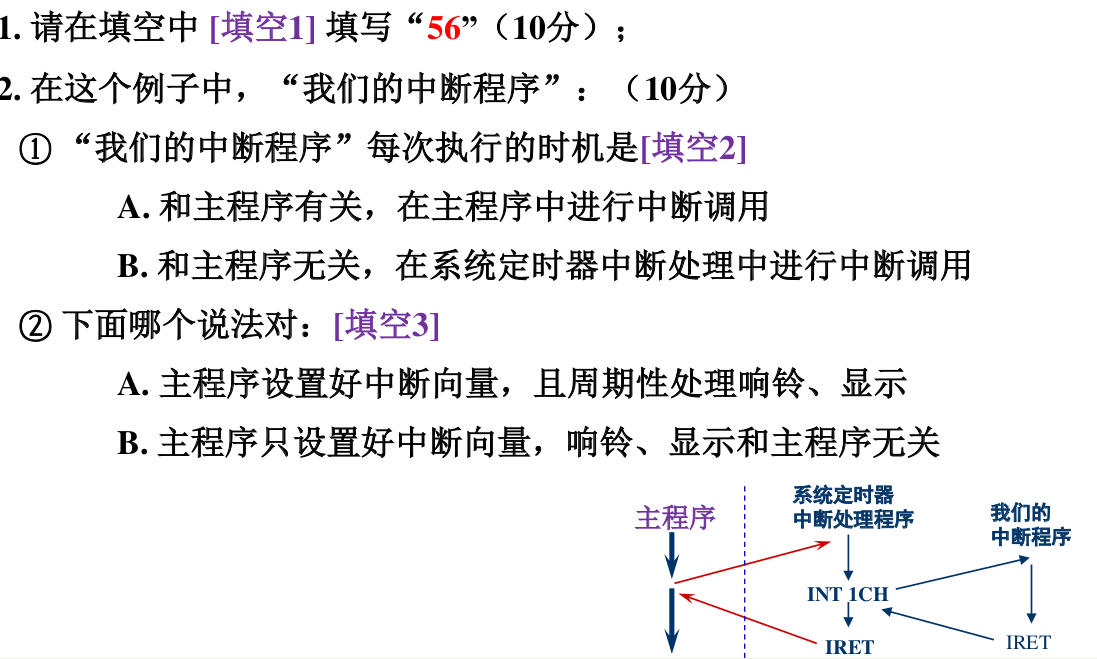 1. 请在填空中 [填空1] 填写“56”（10分）；
2. 在这个例子中，“我们的中断程序”：（10分）
① “我们的中断程序”每次执行的时机是[填空2]
A. 和主程序有关，在主程序中进行中断调用
B. 和主程序无关，在系统定时器中断处理中进行中断调用
② 下面哪个说法对：[填空3]
A. 主程序设置好中断向量，且周期性处理响铃、显示
B. 主程序只设置好中断向量，响铃、显示和主程序无关
主程序
系统定时器
中断处理程序
我们的
中断程序
INT 1CH
IRET
IRET